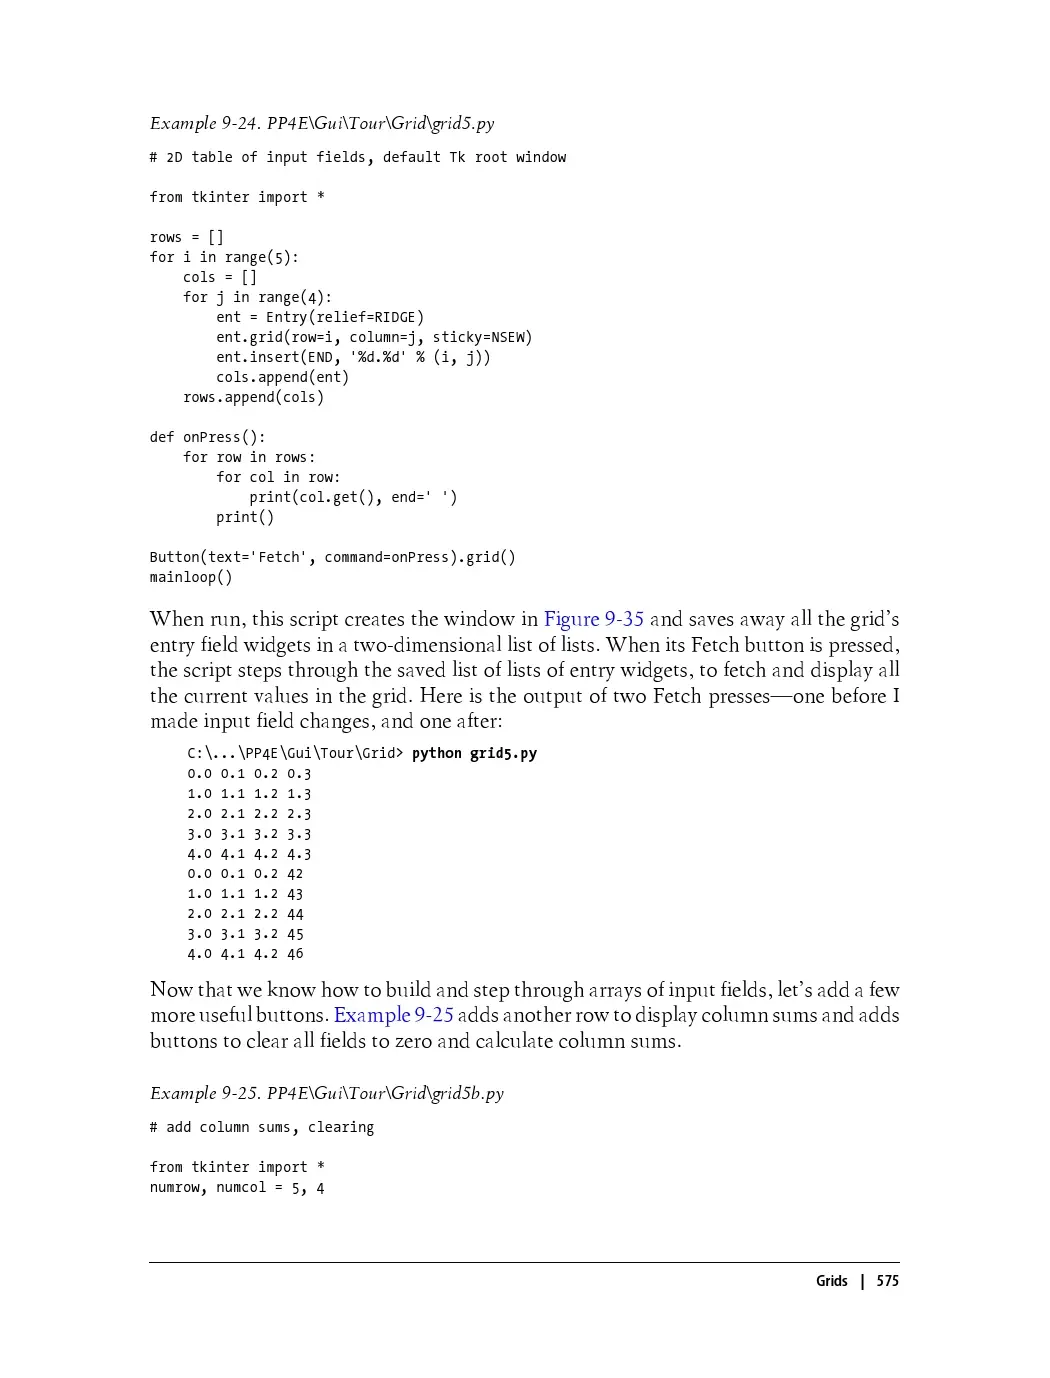 Example 9-24. PP4E\Gui\Tour\Grid\grid5.py
# 2D table of input fields, default Tk root window
from tkinter import *
rows = []
for i in range(5):
    cols = []
    for j in range(4):
        ent = Entry(relief=RIDGE)
        ent.grid(row=i, column=j, sticky=NSEW)
        ent.insert(END, '%d.%d' % (i, j))
        cols.append(ent)
    rows.append(cols)
def onPress():
    for row in rows:
        for col in row:
            print(col.get(), end=' ')
        print()
Button(text='Fetch', command=onPress).grid()
mainloop()
When run, this script creates the window in Figure 9-35 and saves away all the grid’s
entry field widgets in a two-dimensional list of lists. When its Fetch button is pressed,
the script steps through the saved list of lists of entry widgets, to fetch and display all
the current values in the grid. Here is the output of two Fetch presses—one before I
made input field changes, and one after:
C:\...\PP4E\Gui\Tour\Grid> python grid5.py
0.0 0.1 0.2 0.3
1.0 1.1 1.2 1.3
2.0 2.1 2.2 2.3
3.0 3.1 3.2 3.3
4.0 4.1 4.2 4.3
0.0 0.1 0.2 42
1.0 1.1 1.2 43
2.0 2.1 2.2 44
3.0 3.1 3.2 45
4.0 4.1 4.2 46
Now that we know how to build and step through arrays of input fields, let’s add a few
more useful buttons. Example 9-25 adds another row to display column sums and adds
buttons to clear all fields to zero and calculate column sums.
Example 9-25. PP4E\Gui\Tour\Grid\grid5b.py
# add column sums, clearing
from tkinter import *
numrow, numcol = 5, 4
Grids | 575